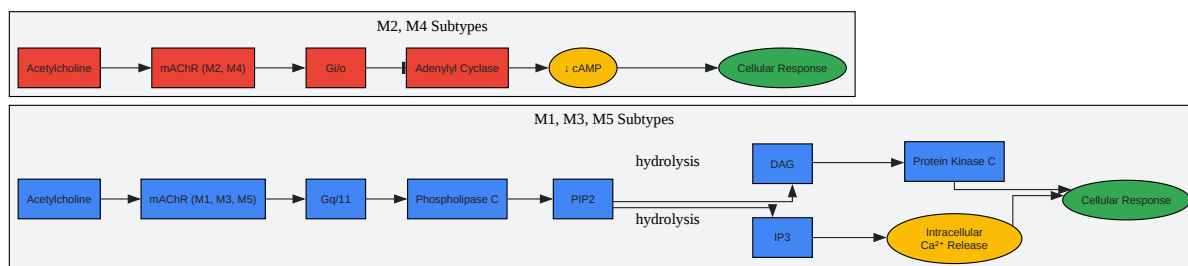 M2, M4 Subtypes
Acetylcholine
mAChR (M2, M4)
Gi/o
Adenylyl Cyclase
↓ cAMP
Cellular Response
M1, M3, M5 Subtypes
Acetylcholine
mAChR (M1, M3, M5)
Gq/11
Phospholipase C
PIP2
hydrolysis
hydrolysis
DAG
Protein Kinase C
IP3
Intracellular
Ca²⁺ Release
Cellular Response